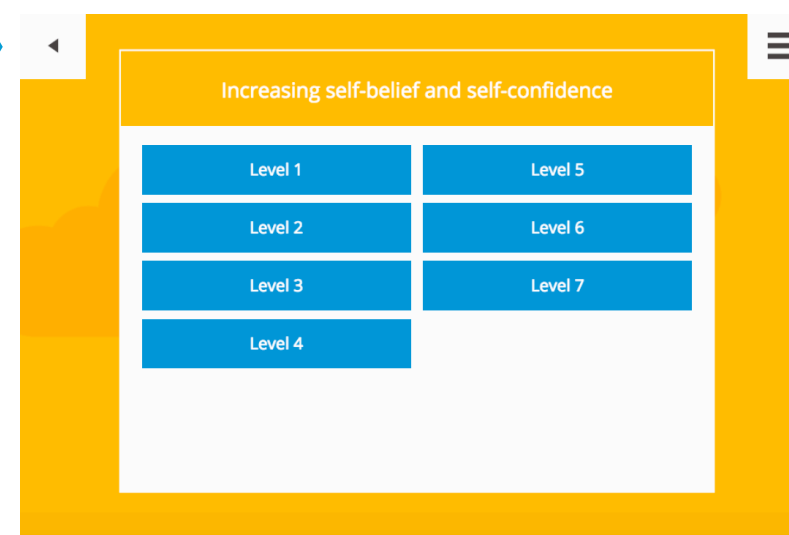 Increasing self-belief and self-confidence
Level 1
Level 2
Level 3
Level 4
Level 5
Level 6
Level 7